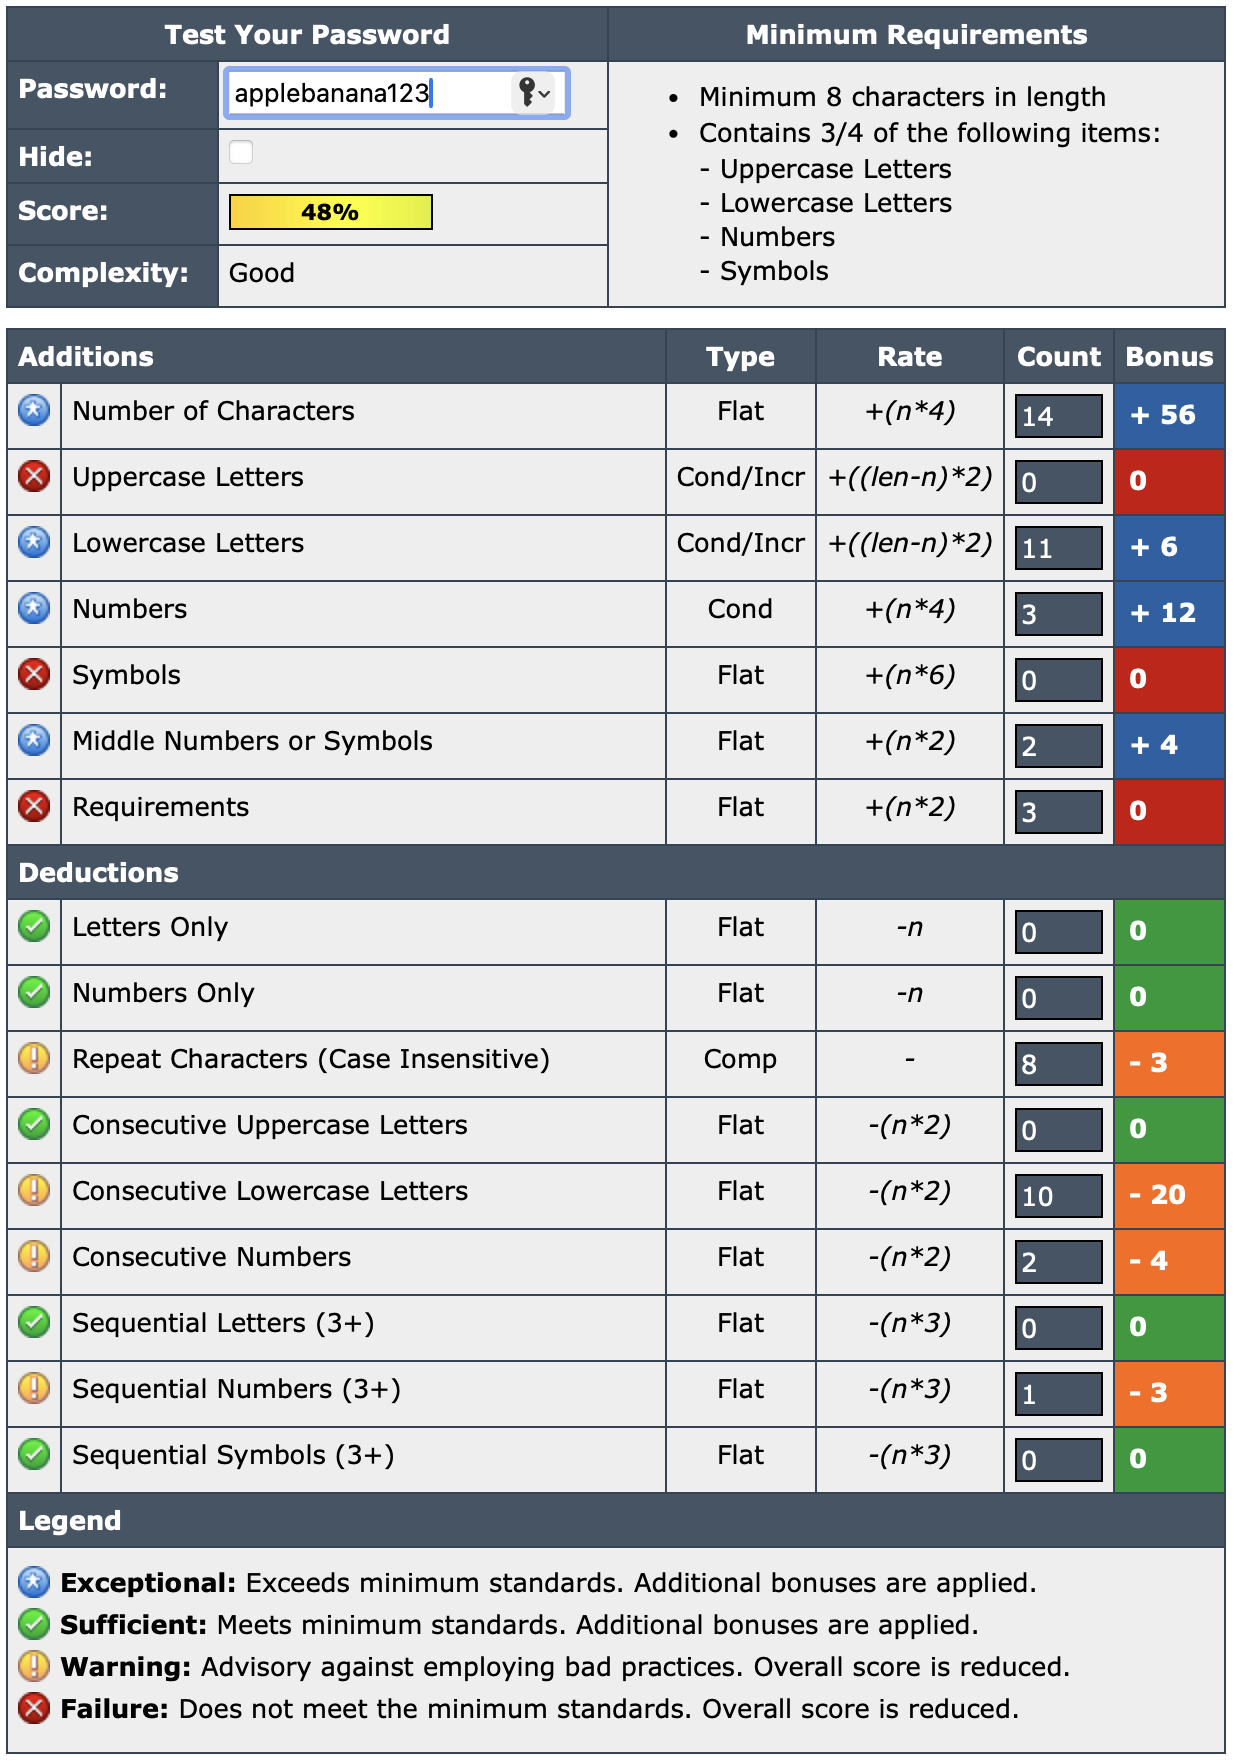 Test Your Password
Minimum Requirements
Password: applebanana123
Hide:
Score: 48%
Complexity: Good
• Minimum 8 characters in length
• Contains 3/4 of the following items:
- Uppercase Letters
- Lowercase Letters
- Numbers
- Symbols
Additions Type Rate Count Bonus
Number of Characters Flat +(n*4) 14 + 56
Uppercase Letters Cond/Incr +((len-n)*2) 0 0
Lowercase Letters Cond/Incr +((len-n)*2) 11 + 6
Numbers Cond +(n*4) 3 + 12
Symbols Flat +(n*6) 0 0
Middle Numbers or Symbols Flat +(n*2) 2 + 4
Requirements Flat +(n*2) 3 0
Deductions
Letters Only Flat -n 0 0
Numbers Only Flat -n 0 0
Repeat Characters (Case Insensitive) Comp - 8 - 3
Consecutive Uppercase Letters Flat -(n*2) 0 0
Consecutive Lowercase Letters Flat -(n*2) 10 - 20
Consecutive Numbers Flat -(n*2) 2 - 4
Sequential Letters (3+) Flat -(n*3) 0 0
Sequential Numbers (3+) Flat -(n*3) 1 - 3
Sequential Symbols (3+) Flat -(n*3) 0 0
Legend
Exceptional: Exceeds minimum standards. Additional bonuses are applied.
Sufficient: Meets minimum standards. Additional bonuses are applied.
Warning: Advisory against employing bad practices. Overall score is reduced.
Failure: Does not meet the minimum standards. Overall score is reduced.